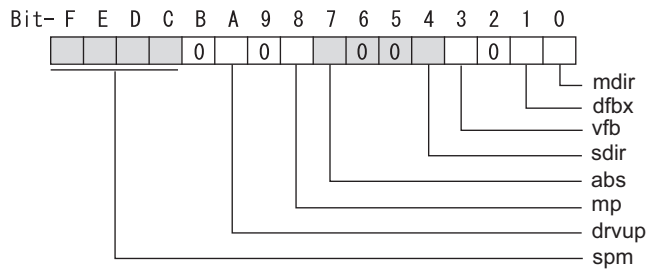 Bit- F E D C B A 9 8 7 6 5 4 3 2 1 0
0 0 0 0 0
mdir
dfbx
vfb
sdir
abs
mp
drvup
spm